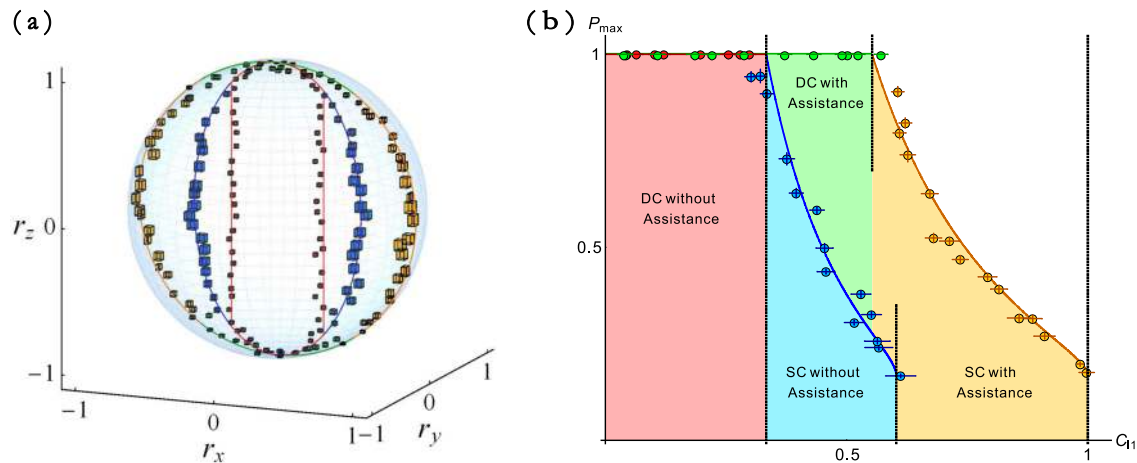 (a)
1
0
−1
r_z
−1
0
1
r_x
−1
0
1
r_y
(b)
P_max
1
0.5
DC with
Assistance
DC without
Assistance
SC without
Assistance
SC with
Assistance
0.5
1
C_l1